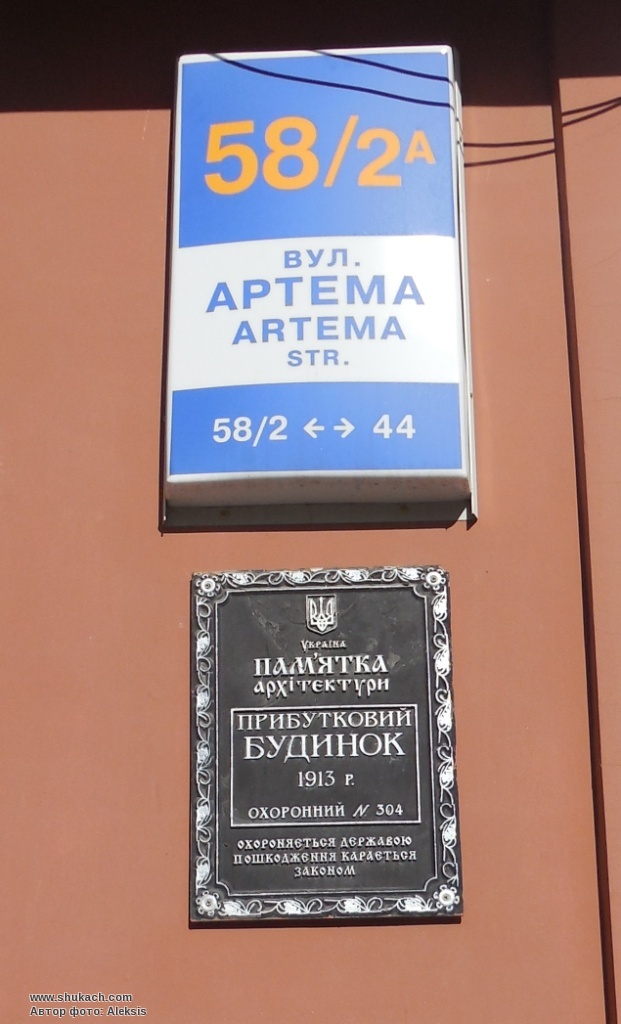 58/2А
ВУЛ.
АРТЕМА
ARTEMA
STR.
58/2 ←→ 44
УКРАЇНА
ПАМ'ЯТКА
АРХІТЕКТУРИ
ПРИБУТКОВИЙ
БУДИНОК
1913 Р.
ОХОРОННИЙ N 304
ОХОРОНЯЄТЬСЯ ДЕРЖАВОЮ
ПОШКОДЖЕННЯ КАРАЄТЬСЯ
ЗАКОНОМ
www.shukach.com
Автор фото: Aleksis